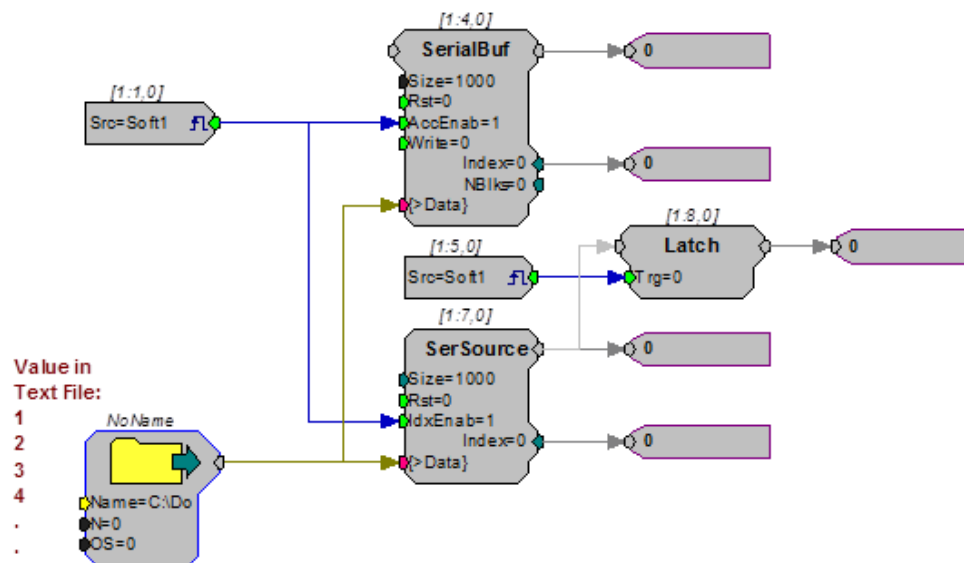 [1:4,0]
SerialBuf
0
Size=1000
Rst=0
[1:1,0]
Src=Soft1
AccEnab=1
Write=0
Index=0
0
NBlks=0
{>Data}
[1:8,0]
Latch
0
[1:5,0]
Src=Soft1
Trg=0
[1:7,0]
SerSource
0
Size=1000
Rst=0
IdxEnab=1
Index=0
0
{>Data}
Value in
Text File:
1
2
3
4
.
.
NoName
Name=C:\Do
N=0
OS=0